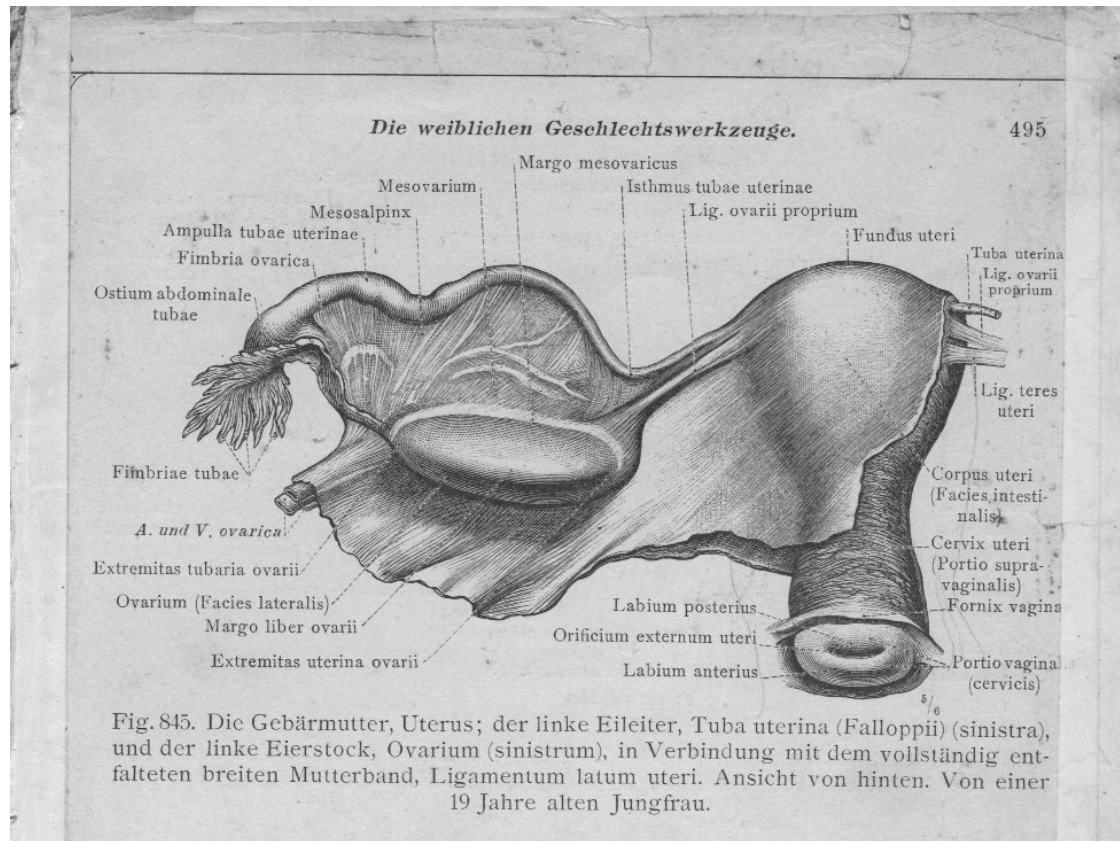 Die weiblichen Geschlechtswerkzeuge.
495
Margo mesovaricus
Mesovarium
Isthmus tubae uterinae
Mesosalpinx
Lig. ovarii proprium
Ampulla tubae uterinae
Fundus uteri
Fimbria ovarica
Tuba uterina
Lig. ovarii
proprium
Ostium abdominale
tubae
Lig. teres
uteri
Fimbriae tubae
Corpus uteri
(Facies intesti-
nalis)
A. und V. ovarica
Cervix uteri
(Portio supra-
vaginalis)
Extremitas tubaria ovarii
Ovarium (Facies lateralis)
Labium posterius
Fornix vagina
Margo liber ovarii
Orificium externum uteri
Extremitas uterina ovarii
Labium anterius
Portio vaginal
(cervicis)
5/6
Fig. 845. Die Gebärmutter, Uterus; der linke Eileiter, Tuba uterina (Falloppii) (sinistra),
und der linke Eierstock, Ovarium (sinistrum), in Verbindung mit dem vollständig ent-
falteten breiten Mutterband, Ligamentum latum uteri. Ansicht von hinten. Von einer
19 Jahre alten Jungfrau.